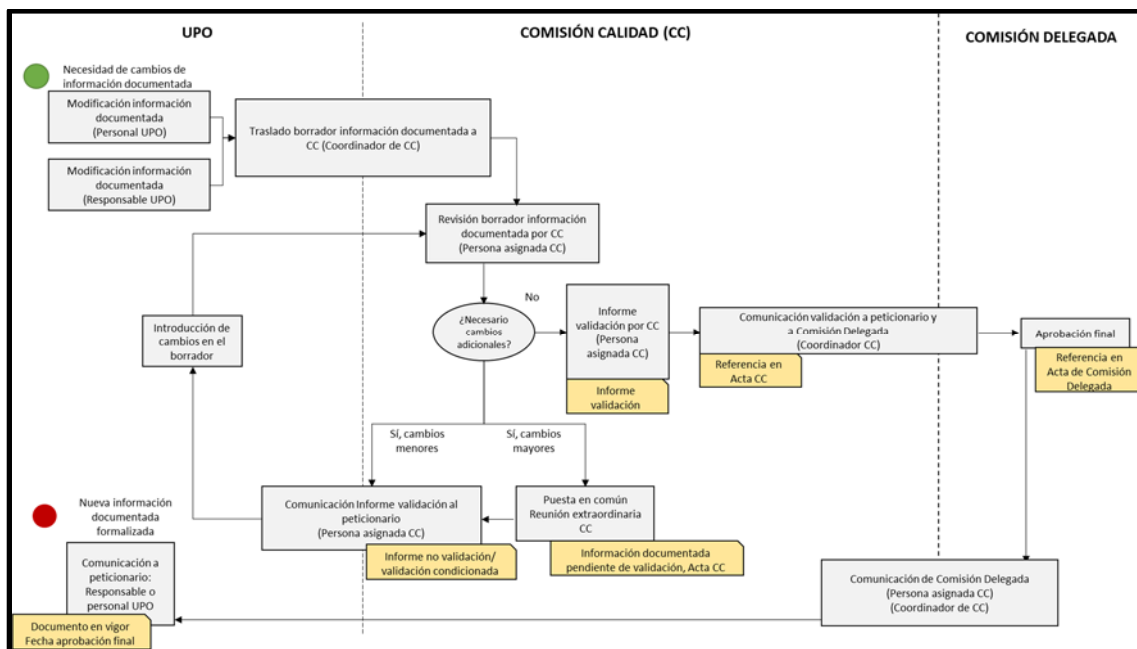 UPO
COMISIÓN CALIDAD (CC)
COMISIÓN DELEGADA
Necesidad de cambios de
información documentada
Modificación información
documentada
(Personal UPO)
Modificación información
documentada
(Responsable UPO)
Traslado borrador información documentada a
CC (Coordinador de CC)
Revisión borrador información
documentada por CC
(Persona asignada CC)
Introducción de
cambios en el
borrador
¿Necesario
cambios
adicionales?
No
Informe
validación por CC
(Persona
asignada CC)
Informe
validación
Comunicación validación a peticionario y
a Comisión Delegada
(Coordinador CC)
Referencia en
Acta CC
Aprobación final
Referencia en
Acta de Comisión
Delegada
Sí, cambios
menores
Sí, cambios
mayores
Comunicación Informe validación al
peticionario
(Persona asignada CC)
Informe no validación/
validación condicionada
Puesta en común
Reunión extraordinaria
CC
Información documentada
pendiente de validación, Acta CC
Nueva información
documentada
formalizada
Comunicación a
peticionario:
Responsable o
personal UPO
Documento en vigor
Fecha aprobación final
Comunicación de Comisión Delegada
(Persona asignada CC)
(Coordinador de CC)